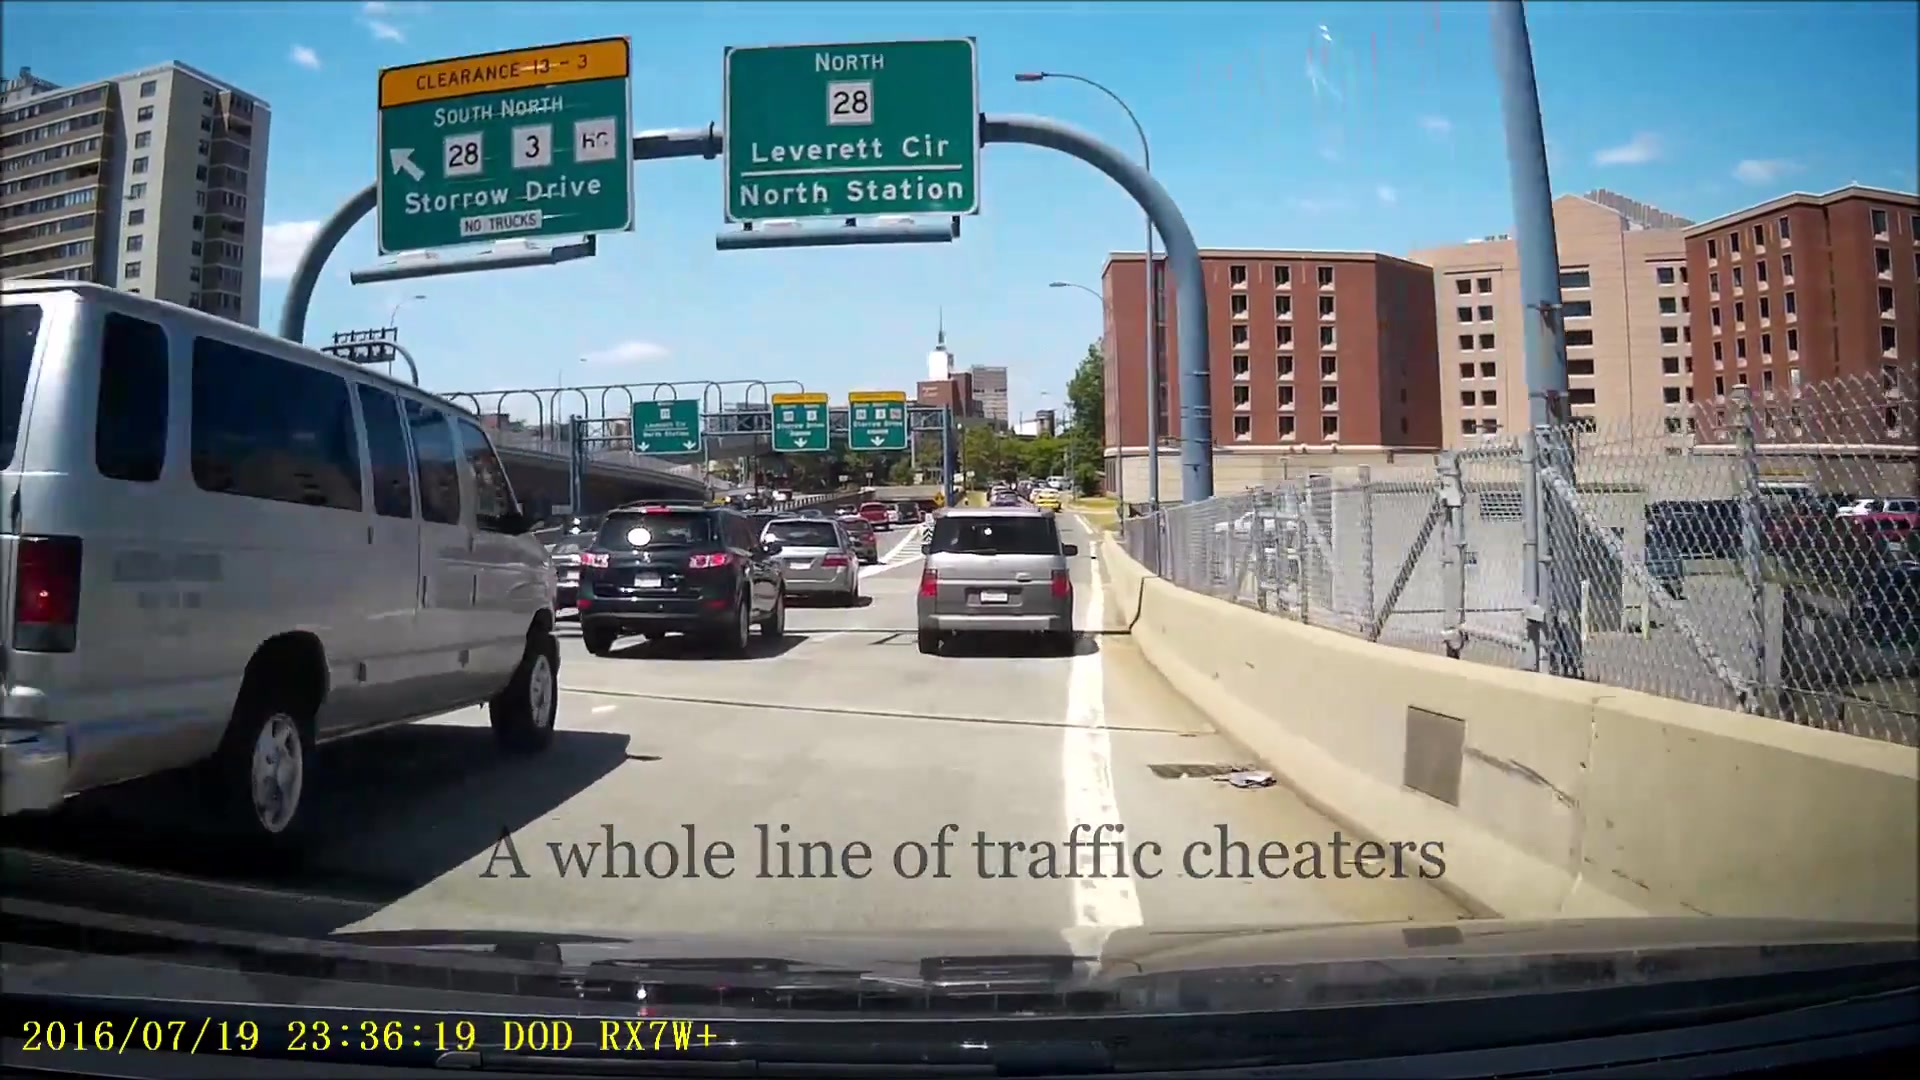 CLEARANCE 13-3
SOUTH NORTH
28 3
Storrow Drive
NO TRUCKS
NORTH
28
Leverett Cir
North Station
A whole line of traffic cheaters
2016/07/19 23:36:19 DOD RX7W+